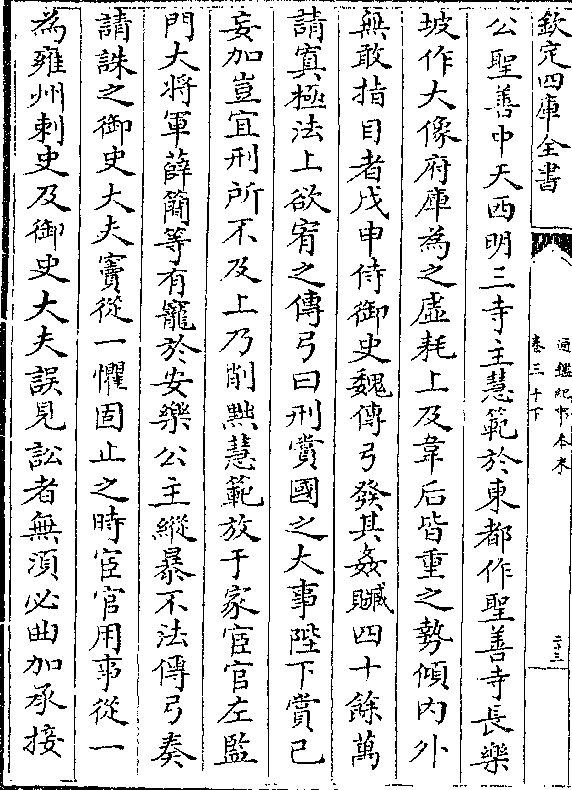 欽定四庫全書
通鑑紀事本末
卷三十下
二十三
公聖善中天西明三寺主慧範於東都作聖善寺長樂
坡作大像府庫為之虛耗上及韋后皆重之勢傾內外
無敢指目者戊申侍御史魏傳弓發其姦贓四十餘萬
請寘極法上欲宥之傳弓曰刑賞國之大事陛下賞已
妄加豈宜刑所不及上乃削黜慧範放于家宦官左監
門大將軍薛簡等有寵於安樂公主縱暴不法傳弓奏
請誅之御史大夫竇從一懼固止之時宦官用事從一
為雍州刺史及御史大夫誤見訟者無須必曲加承接